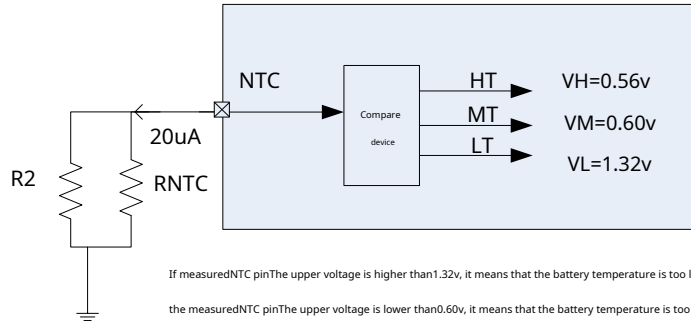 NTC
HT
VH=0.56v
Compare
device
MT
VM=0.60v
20uA
LT
VL=1.32v
R2
RNTC
If measuredNTC pinThe upper voltage is higher than1.32v, it means that the battery temperature is too
the measuredNTC pinThe upper voltage is lower than0.60v, it means that the battery temperature is too